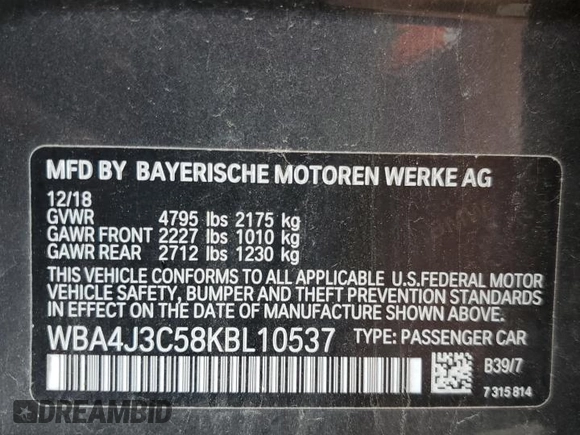 MFD BY BAYERISCHE MOTOREN WERKE AG
12/18
GVWR 4795 lbs 2175 kg
GAWR FRONT 2227 lbs 1010 kg
GAWR REAR 2712 lbs 1230 kg
THIS VEHICLE CONFORMS TO ALL APPLICABLE U.S.FEDERAL MOTOR
VEHICLE SAFETY, BUMPER AND THEFT PREVENTION STANDARDS
IN EFFECT ON THE DATE OF MANUFACTURE SHOWN ABOVE.
WBA4J3C58KBL10537 TYPE: PASSENGER CAR
B39/7
7 315 814
DREAMBID